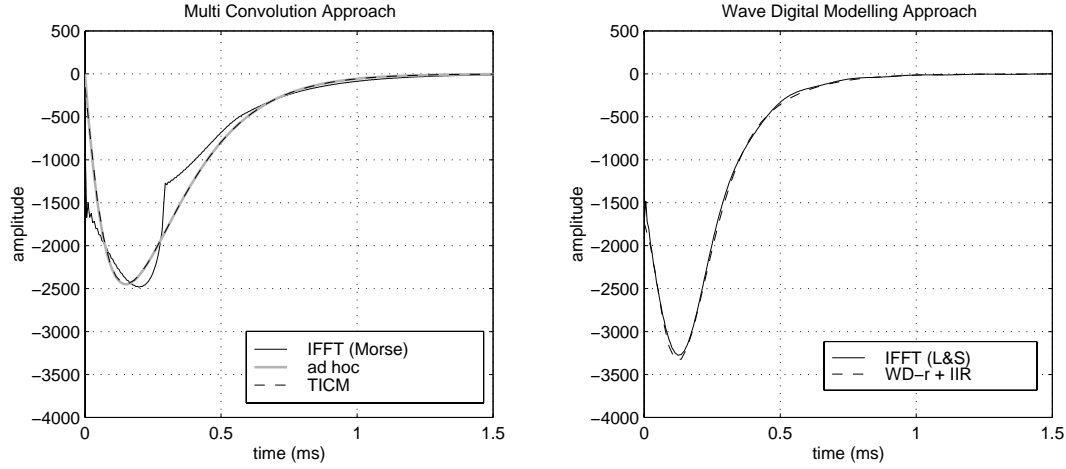 Multi Convolution Approach
500
0
−500
−1000
−1500
−2000
−2500
−3000
−3500
−4000
amplitude
0
0.5
1
1.5
time (ms)
IFFT (Morse)
ad hoc
TICM
Wave Digital Modelling Approach
500
0
−500
−1000
−1500
−2000
−2500
−3000
−3500
−4000
amplitude
0
0.5
1
1.5
time (ms)
IFFT (L&S)
WD−r + IIR